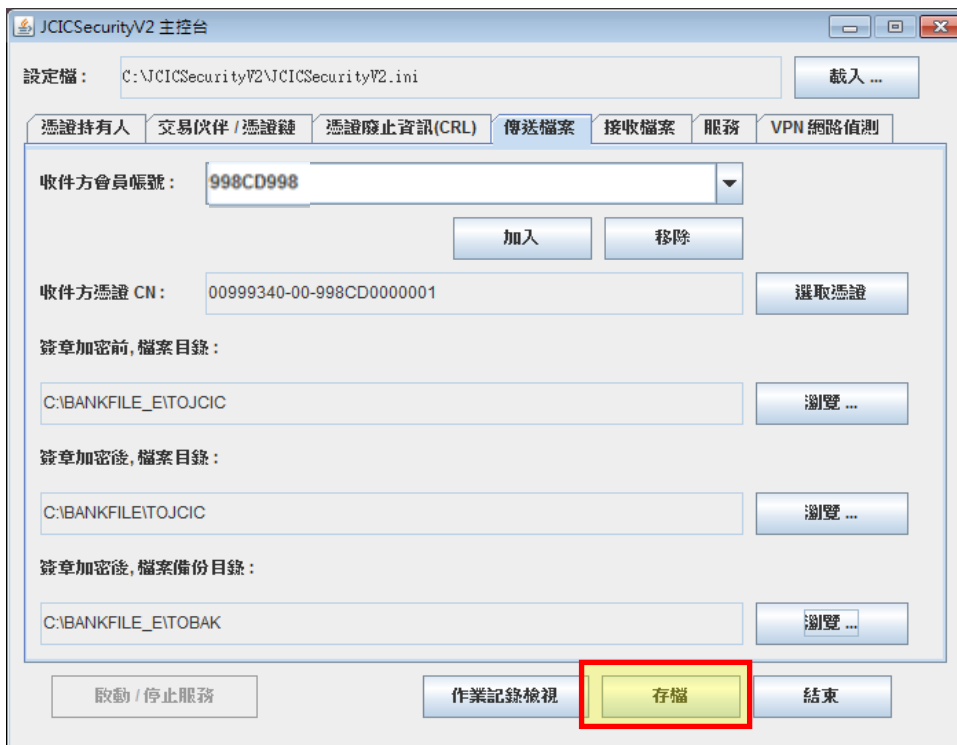 JCICSecurityV2 主控台
設定檔： C:\JCICSecurityV2\JCICSecurityV2.ini 載入 ...
憑證持有人 交易伙伴 / 憑證鏈 憑證廢止資訊(CRL) 傳送檔案 接收檔案 服務 VPN 網路偵測
收件方會員帳號： 998CD998
加入 移除
收件方憑證 CN： 00999340-00-998CD0000001 選取憑證
簽章加密前, 檔案目錄：
C:\BANKFILE_E\TOJCIC 瀏覽 ...
簽章加密後, 檔案目錄：
C:\BANKFILE\TOJCIC 瀏覽 ...
簽章加密後, 檔案備份目錄：
C:\BANKFILE_E\TOBAK 瀏覽 ...
啟動 / 停止服務 作業記錄檢視 存檔 結束